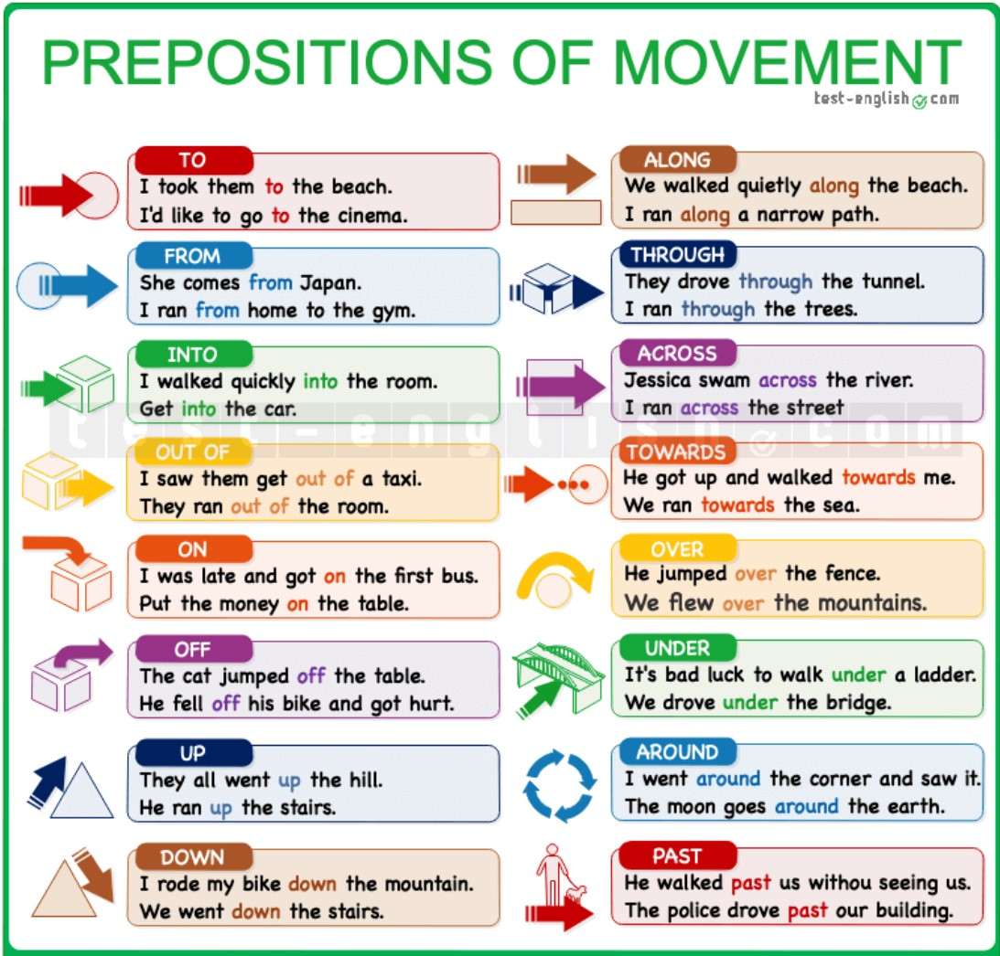 PREPOSITIONS OF MOVEMENT
test-english com
TO
I took them to the beach.
I'd like to go to the cinema.
FROM
She comes from Japan.
I ran from home to the gym.
INTO
I walked quickly into the room.
Get into the car.
OUT OF
I saw them get out of a taxi.
They ran out of the room.
ON
I was late and got on the first bus.
Put the money on the table.
OFF
The cat jumped off the table.
He fell off his bike and got hurt.
UP
They all went up the hill.
He ran up the stairs.
DOWN
I rode my bike down the mountain.
We went down the stairs.
ALONG
We walked quietly along the beach.
I ran along a narrow path.
THROUGH
They drove through the tunnel.
I ran through the trees.
ACROSS
Jessica swam across the river.
I ran across the street
TOWARDS
He got up and walked towards me.
We ran towards the sea.
OVER
He jumped over the fence.
We flew over the mountains.
UNDER
It's bad luck to walk under a ladder.
We drove under the bridge.
AROUND
I went around the corner and saw it.
The moon goes around the earth.
PAST
He walked past us withou seeing us.
The police drove past our building.
test-english com